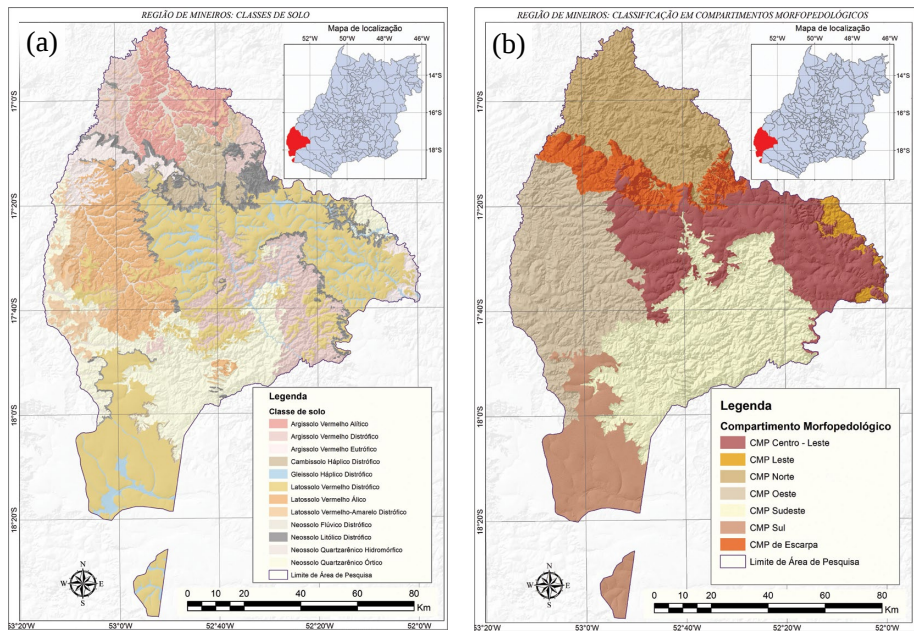 REGIÃO DE MINEIROS: CLASSES DE SOLO
(a)
Mapa de localização
52°W 50°W 48°W 46°W
14°S
16°S
18°S
17°0'S
17°20'S
17°40'S
18°0'S
18°20'S
Legenda
Classe de solo
Argissolo Vermelho Alítico
Argissolo Vermelho Distrófico
Argissolo Vermelho Eutrófico
Cambissolo Háplico Distrófico
Gleissolo Háplico Distrófico
Latossolo Vermelho Distrófico
Latossolo Vermelho Álico
Latossolo Vermelho-Amarelo Distrófico
Neossolo Flúvico Distrófico
Neossolo Litólico Distrófico
Neossolo Quartzarênico Hidromórfico
Neossolo Quartzarênico Órtico
Limite de Área de Pesquisa
N
W E
S
0 10 20 40 60 80
Km
53°20'W 53°0'W 52°40'W 52°20'W 52°0'W
REGIÃO DE MINEIROS: CLASSIFICAÇÃO EM COMPARTIMENTOS MORFOPEDOLÓGICOS
(b)
Mapa de localização
52°W 50°W 48°W 46°W
14°S
16°S
18°S
17°0'S
17°20'S
17°40'S
18°0'S
18°20'S
Legenda
Compartimento Morfopedológico
CMP Centro - Leste
CMP Leste
CMP Norte
CMP Oeste
CMP Sudeste
CMP Sul
CMP de Escarpa
Limite de Área de Pesquisa
N
W E
S
0 10 20 40 60 80
Km
53°20'W 53°0'W 52°40'W 52°20'W 52°0'W